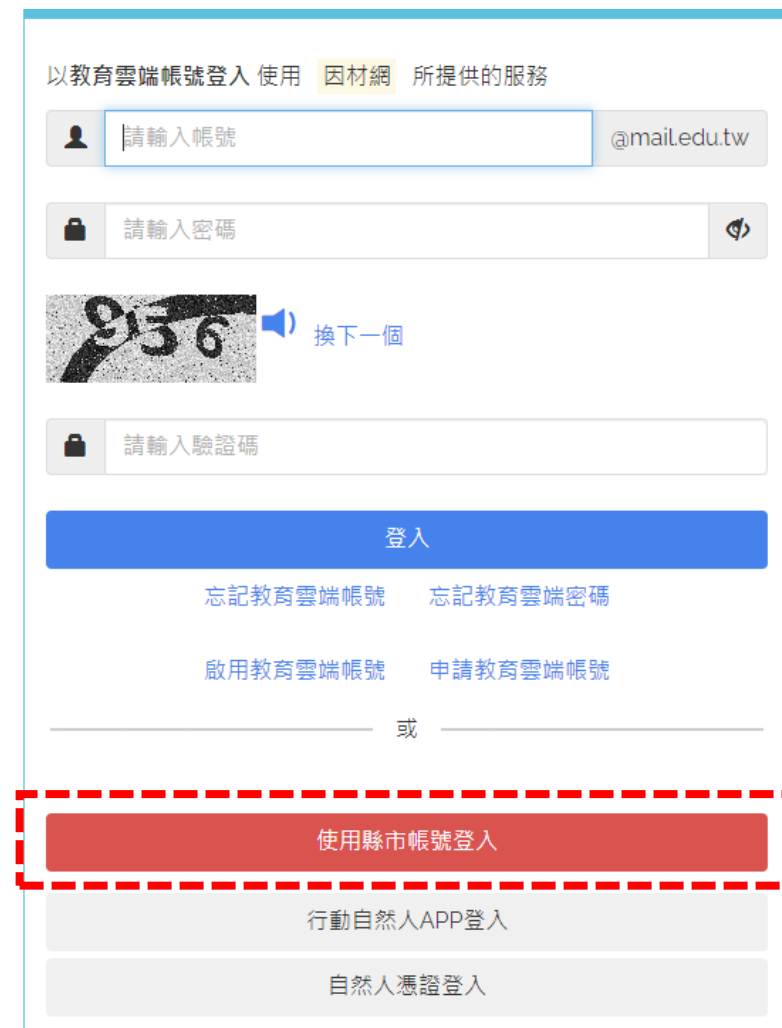 以教育雲端帳號登入 使用 因材網 所提供的服務
請輸入帳號 @mail.edu.tw
請輸入密碼
9356 換下一個
請輸入驗證碼
登入
忘記教育雲端帳號 忘記教育雲端密碼
啟用教育雲端帳號 申請教育雲端帳號
或
使用縣市帳號登入
行動自然人APP登入
自然人憑證登入